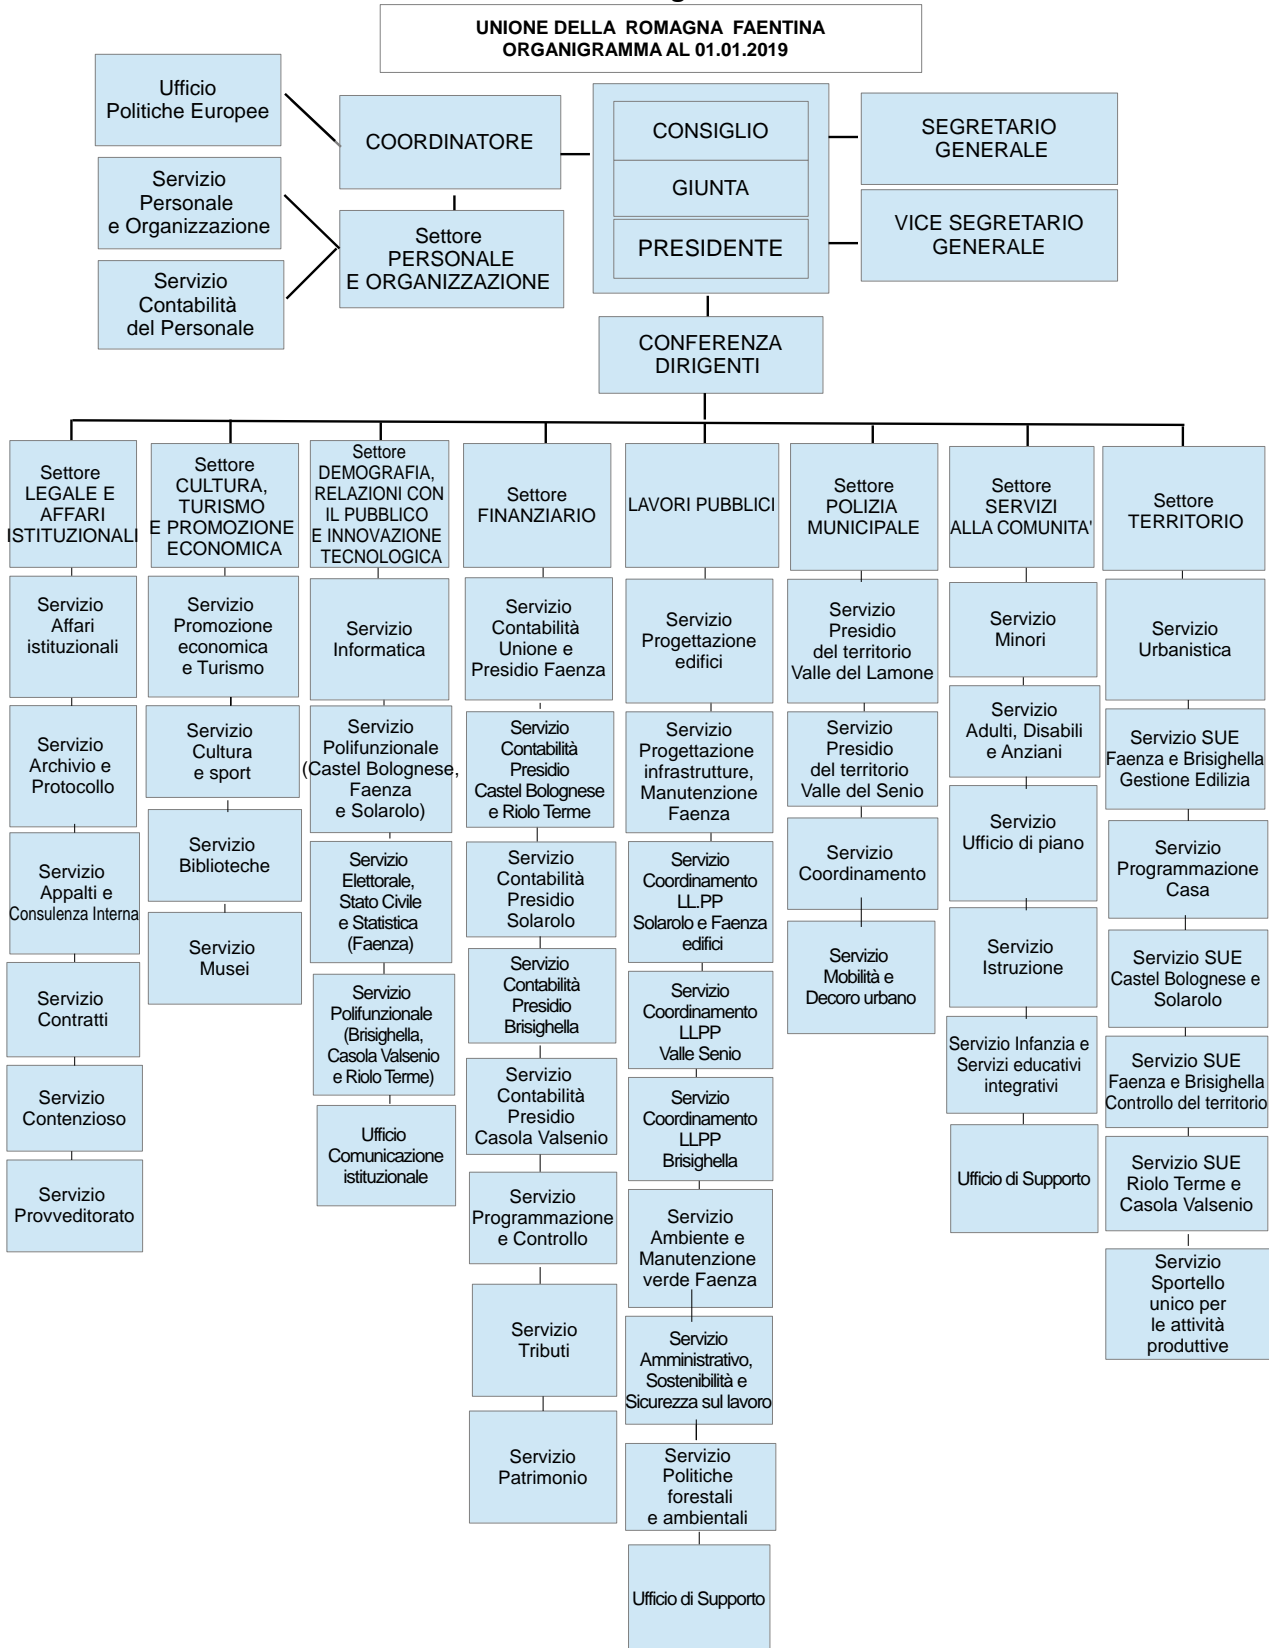 UNIONE DELLA ROMAGNA FAENTINA
ORGANIGRAMMA AL 01.01.2019
Ufficio
Politiche Europee
Servizio
Personale
e Organizzazione
Servizio
Contabilità
del Personale
COORDINATORE
Settore
PERSONALE
E ORGANIZZAZIONE
CONSIGLIO
GIUNTA
PRESIDENTE
SEGRETARIO
GENERALE
VICE SEGRETARIO
GENERALE
CONFERENZA
DIRIGENTI
Settore
LEGALE E
AFFARI
ISTITUZIONALI
Servizio
Affari
istituzionali
Servizio
Archivio e
Protocollo
Servizio
Appalti e
Consulenza Interna
Servizio
Contratti
Servizio
Contenzioso
Servizio
Provveditorato
Settore
CULTURA,
TURISMO
E PROMOZIONE
ECONOMICA
Servizio
Promozione
economica
e Turismo
Servizio
Cultura
e sport
Servizio
Biblioteche
Servizio
Musei
Settore
DEMOGRAFIA,
RELAZIONI CON
IL PUBBLICO
E INNOVAZIONE
TECNOLOGICA
Servizio
Informatica
Servizio
Polifunzionale
(Castel Bolognese,
Faenza
e Solarolo)
Servizio
Elettorale,
Stato Civile
e Statistica
(Faenza)
Servizio
Polifunzionale
(Brisighella,
Casola Valsenio
e Riolo Terme)
Ufficio
Comunicazione
istituzionale
Settore
FINANZIARIO
Servizio
Contabilità
Unione e
Presidio Faenza
Servizio
Contabilità
Presidio
Castel Bolognese
e Riolo Terme
Servizio
Contabilità
Presidio
Solarolo
Servizio
Contabilità
Presidio
Brisighella
Servizio
Contabilità
Presidio
Casola Valsenio
Servizio
Programmazione
e Controllo
Servizio
Tributi
Servizio
Patrimonio
LAVORI PUBBLICI
Servizio
Progettazione
edifici
Servizio
Progettazione
infrastrutture,
Manutenzione
Faenza
Servizio
Coordinamento
LL.PP
Solarolo e Faenza
edifici
Servizio
Coordinamento
LLPP
Valle Senio
Servizio
Coordinamento
LLPP
Brisighella
Servizio
Ambiente e
Manutenzione
verde Faenza
Servizio
Amministrativo,
Sostenibilità e
Sicurezza sul lavoro
Servizio
Politiche
forestali
e ambientali
Ufficio di Supporto
Settore
POLIZIA
MUNICIPALE
Servizio
Presidio
del territorio
Valle del Lamone
Servizio
Presidio
del territorio
Valle del Senio
Servizio
Coordinamento
Servizio
Mobilità e
Decoro urbano
Settore
SERVIZI
ALLA COMUNITA'
Servizio
Minori
Servizio
Adulti, Disabili
e Anziani
Servizio
Ufficio di piano
Servizio
Istruzione
Servizio Infanzia e
Servizi educativi
integrativi
Ufficio di Supporto
Settore
TERRITORIO
Servizio
Urbanistica
Servizio SUE
Faenza e Brisighella
Gestione Edilizia
Servizio
Programmazione
Casa
Servizio SUE
Castel Bolognese e
Solarolo
Servizio SUE
Faenza e Brisighella
Controllo del territorio
Servizio SUE
Riolo Terme e
Casola Valsenio
Servizio
Sportello
unico per
le attività
produttive